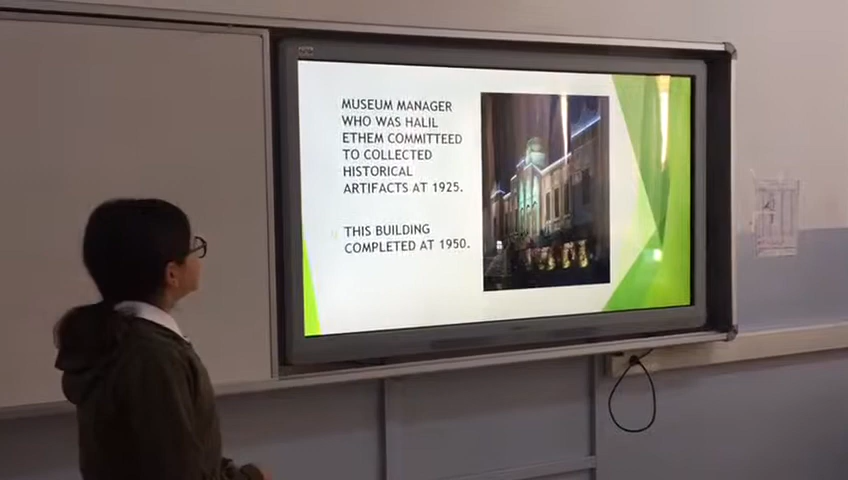 MUSEUM MANAGER
WHO WAS HALIL
ETHEM COMMITTEED
TO COLLECTED
HISTORICAL
ARTIFACTS AT 1925.
THIS BUILDING
COMPLETED AT 1950.